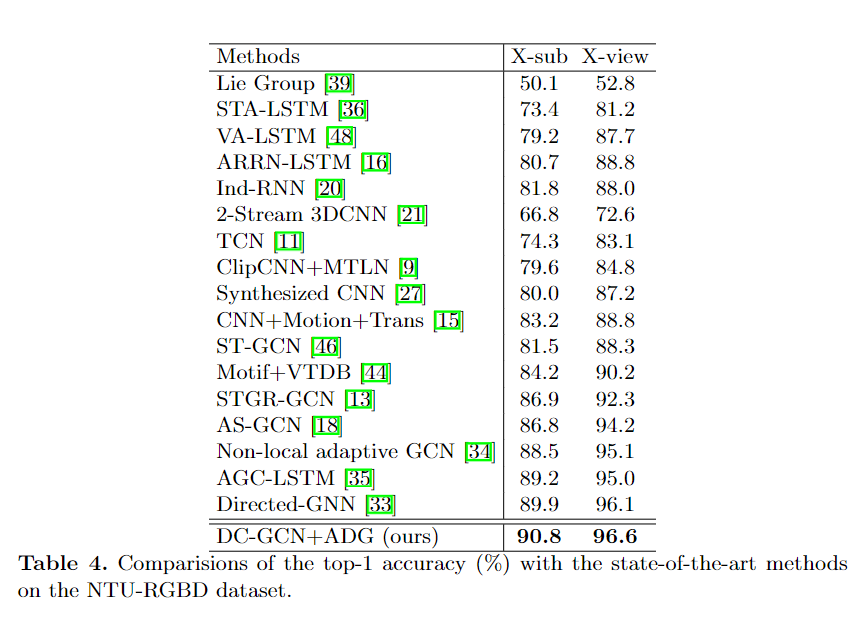 Methods X-sub X-view
Lie Group [39] 50.1 52.8
STA-LSTM [36] 73.4 81.2
VA-LSTM [48] 79.2 87.7
ARRN-LSTM [16] 80.7 88.8
Ind-RNN [20] 81.8 88.0
2-Stream 3DCNN [21] 66.8 72.6
TCN [11] 74.3 83.1
ClipCNN+MTLN [9] 79.6 84.8
Synthesized CNN [27] 80.0 87.2
CNN+Motion+Trans [15] 83.2 88.8
ST-GCN [46] 81.5 88.3
Motif+VTDB [44] 84.2 90.2
STGR-GCN [13] 86.9 92.3
AS-GCN [18] 86.8 94.2
Non-local adaptive GCN [34] 88.5 95.1
AGC-LSTM [35] 89.2 95.0
Directed-GNN [33] 89.9 96.1
DC-GCN+ADG (ours) 90.8 96.6
Table 4. Comparisions of the top-1 accuracy (%) with the state-of-the-art methods
on the NTU-RGBD dataset.